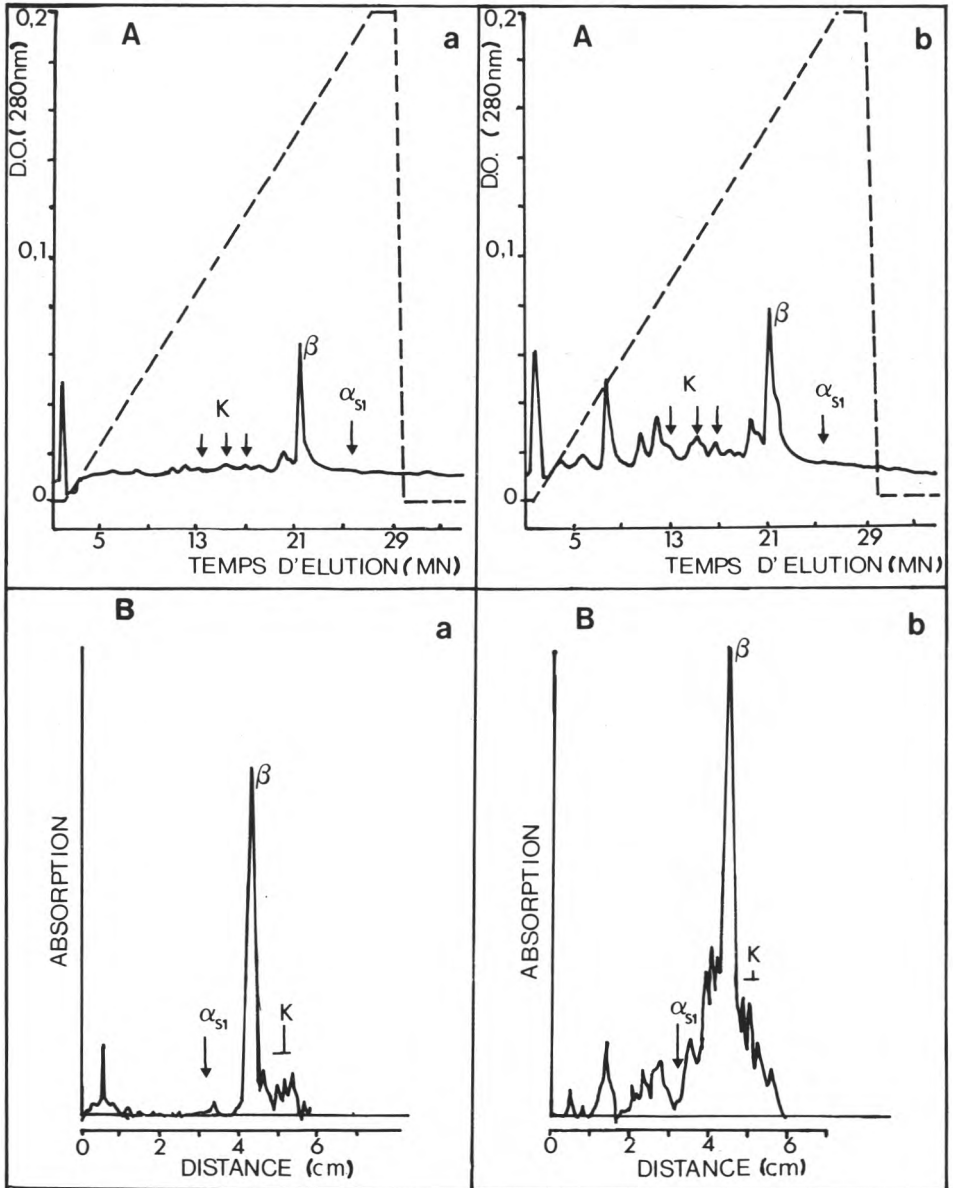 A a
0,2
D.O.( 280nm)
0,1
0
K
β
αS1
5 13 21 29
TEMPS D'ELUTION (MN)
A b
0,2
D.O.( 280nm)
0,1
0
K
β
αS1
5 13 21 29
TEMPS D'ELUTION (MN)
B a
ABSORPTION
β
αS1
K
0 2 4 6
DISTANCE (cm)
B b
ABSORPTION
β
αS1
K
0 2 4 6
DISTANCE (cm)